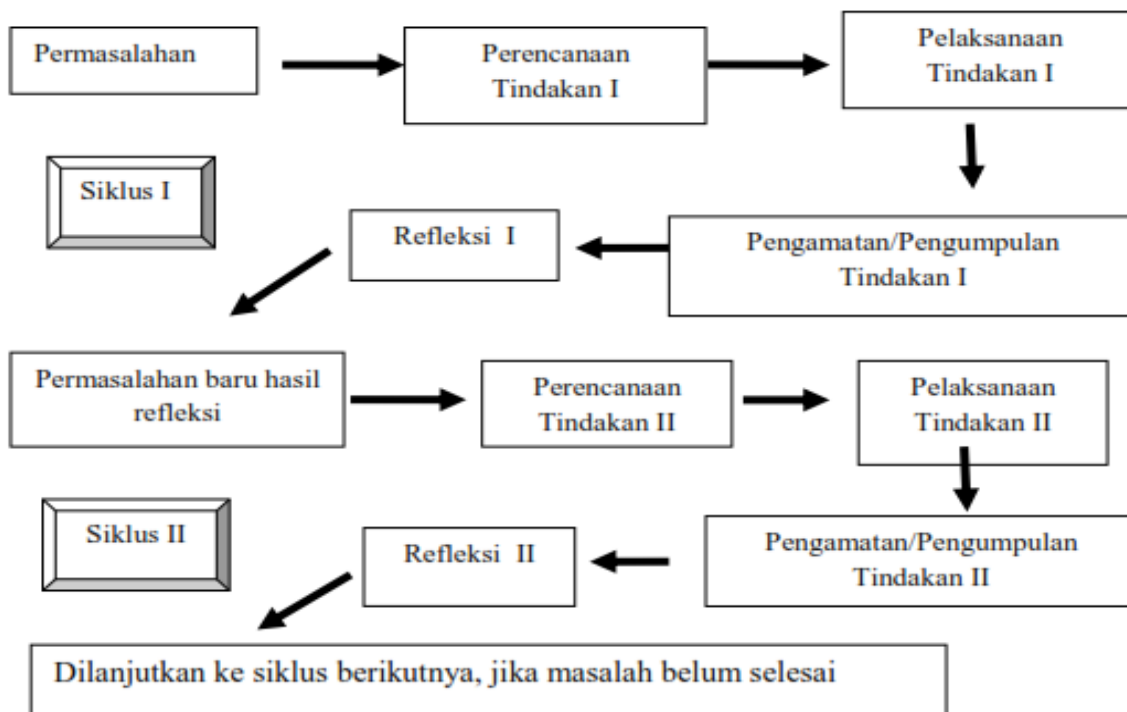 Permasalahan
Perencanaan
Tindakan I
Pelaksanaan
Tindakan I
Siklus I
Refleksi I
Pengamatan/Pengumpulan
Tindakan I
Permasalahan baru hasil
refleksi
Perencanaan
Tindakan II
Pelaksanaan
Tindakan II
Siklus II
Refleksi II
Pengamatan/Pengumpulan
Tindakan II
Dilanjutkan ke siklus berikutnya, jika masalah belum selesai